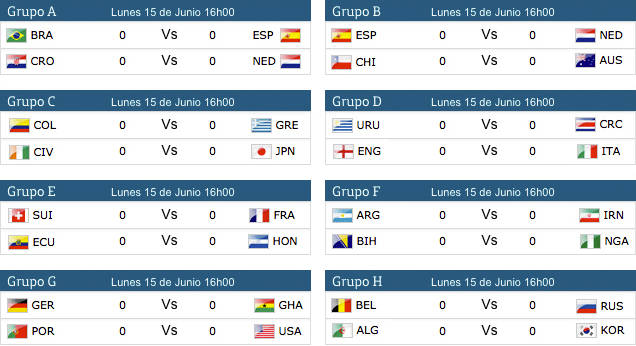 Grupo A Lunes 15 de Junio 16h00
BRA 0 Vs 0 ESP
CRO 0 Vs 0 NED
Grupo B Lunes 15 de Junio 16h00
ESP 0 Vs 0 NED
CHI 0 Vs 0 AUS
Grupo C Lunes 15 de Junio 16h00
COL 0 Vs 0 GRE
CIV 0 Vs 0 JPN
Grupo D Lunes 15 de Junio 16h00
URU 0 Vs 0 CRC
ENG 0 Vs 0 ITA
Grupo E Lunes 15 de Junio 16h00
SUI 0 Vs 0 FRA
ECU 0 Vs 0 HON
Grupo F Lunes 15 de Junio 16h00
ARG 0 Vs 0 IRN
BIH 0 Vs 0 NGA
Grupo G Lunes 15 de Junio 16h00
GER 0 Vs 0 GHA
POR 0 Vs 0 USA
Grupo H Lunes 15 de Junio 16h00
BEL 0 Vs 0 RUS
ALG 0 Vs 0 KOR